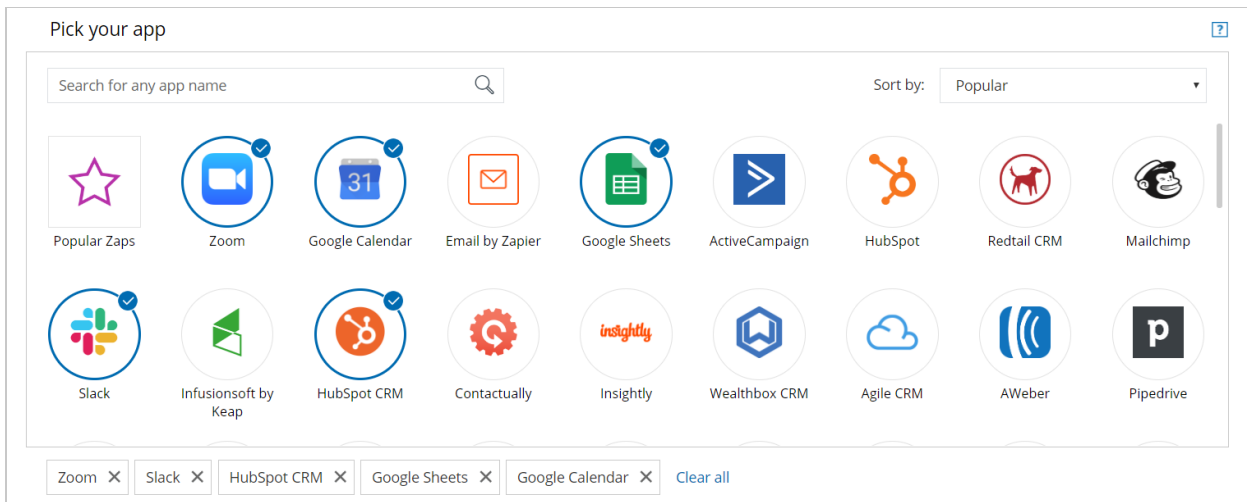 Pick your app
?
Search for any app name
Sort by: Popular
31
insightly
p
Popular Zaps Zoom Google Calendar Email by Zapier Google Sheets ActiveCampaign HubSpot Redtail CRM Mailchimp
Slack Infusionsoft by HubSpot CRM Contactually Insightly Wealthbox CRM Agile CRM AWeber Pipedrive
Keap
Zoom Slack HubSpot CRM Google Sheets Google Calendar Clear all